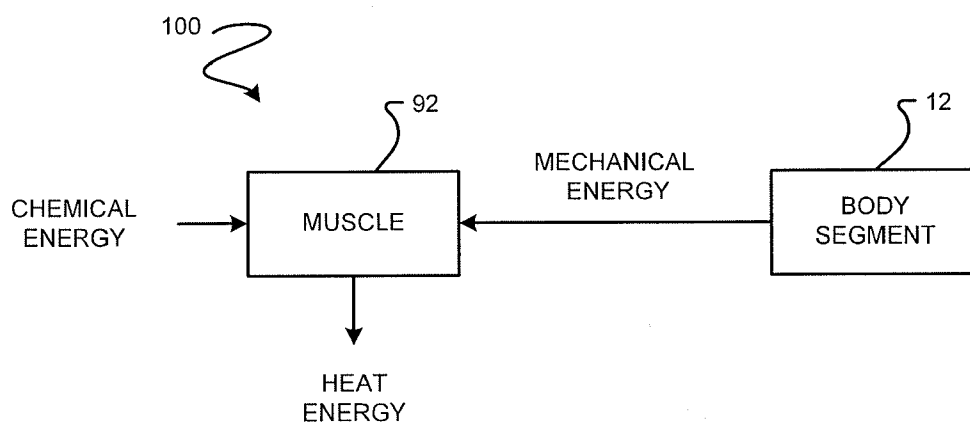 100
92
12
MECHANICAL
ENERGY
CHEMICAL
ENERGY
MUSCLE
BODY
SEGMENT
HEAT
ENERGY